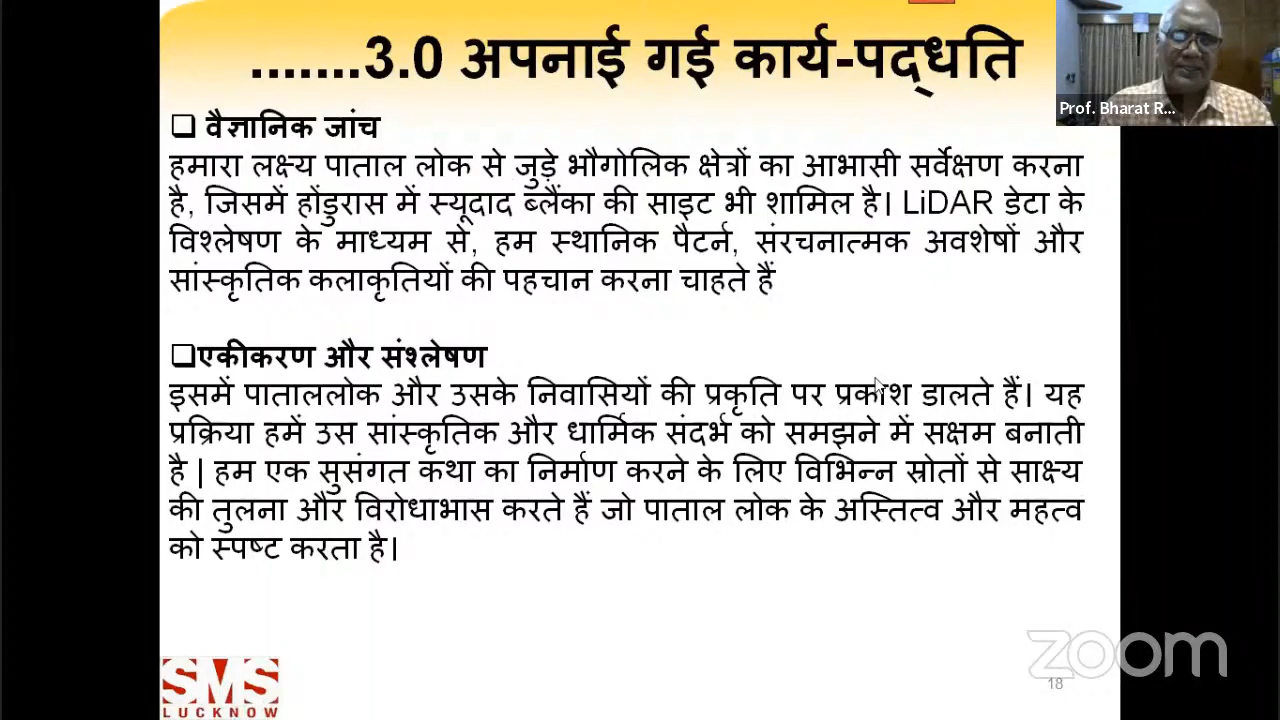 .......3.0 अपनाई गई कार्य-पद्धति
Prof. Bharat R...
❑ वैज्ञानिक जांच
हमारा लक्ष्य पाताल लोक से जुड़े भौगोलिक क्षेत्रों का आभासी सर्वेक्षण करना
है, जिसमें होंडुरास में स्यूदाद ब्लैंका की साइट भी शामिल है। LiDAR डेटा के
विश्लेषण के माध्यम से, हम स्थानिक पैटर्न, संरचनात्मक अवशेषों और
सांस्कृतिक कलाकृतियों की पहचान करना चाहते हैं
❑एकीकरण और संश्लेषण
इसमें पाताललोक और उसके निवासियों की प्रकृति पर प्रकाश डालते हैं। यह
प्रक्रिया हमें उस सांस्कृतिक और धार्मिक संदर्भ को समझने में सक्षम बनाती
है | हम एक सुसंगत कथा का निर्माण करने के लिए विभिन्न स्रोतों से साक्ष्य
की तुलना और विरोधाभास करते हैं जो पाताल लोक के अस्तित्व और महत्व
को स्पष्ट करता है।
zoom
18
SMS
LUCKNOW